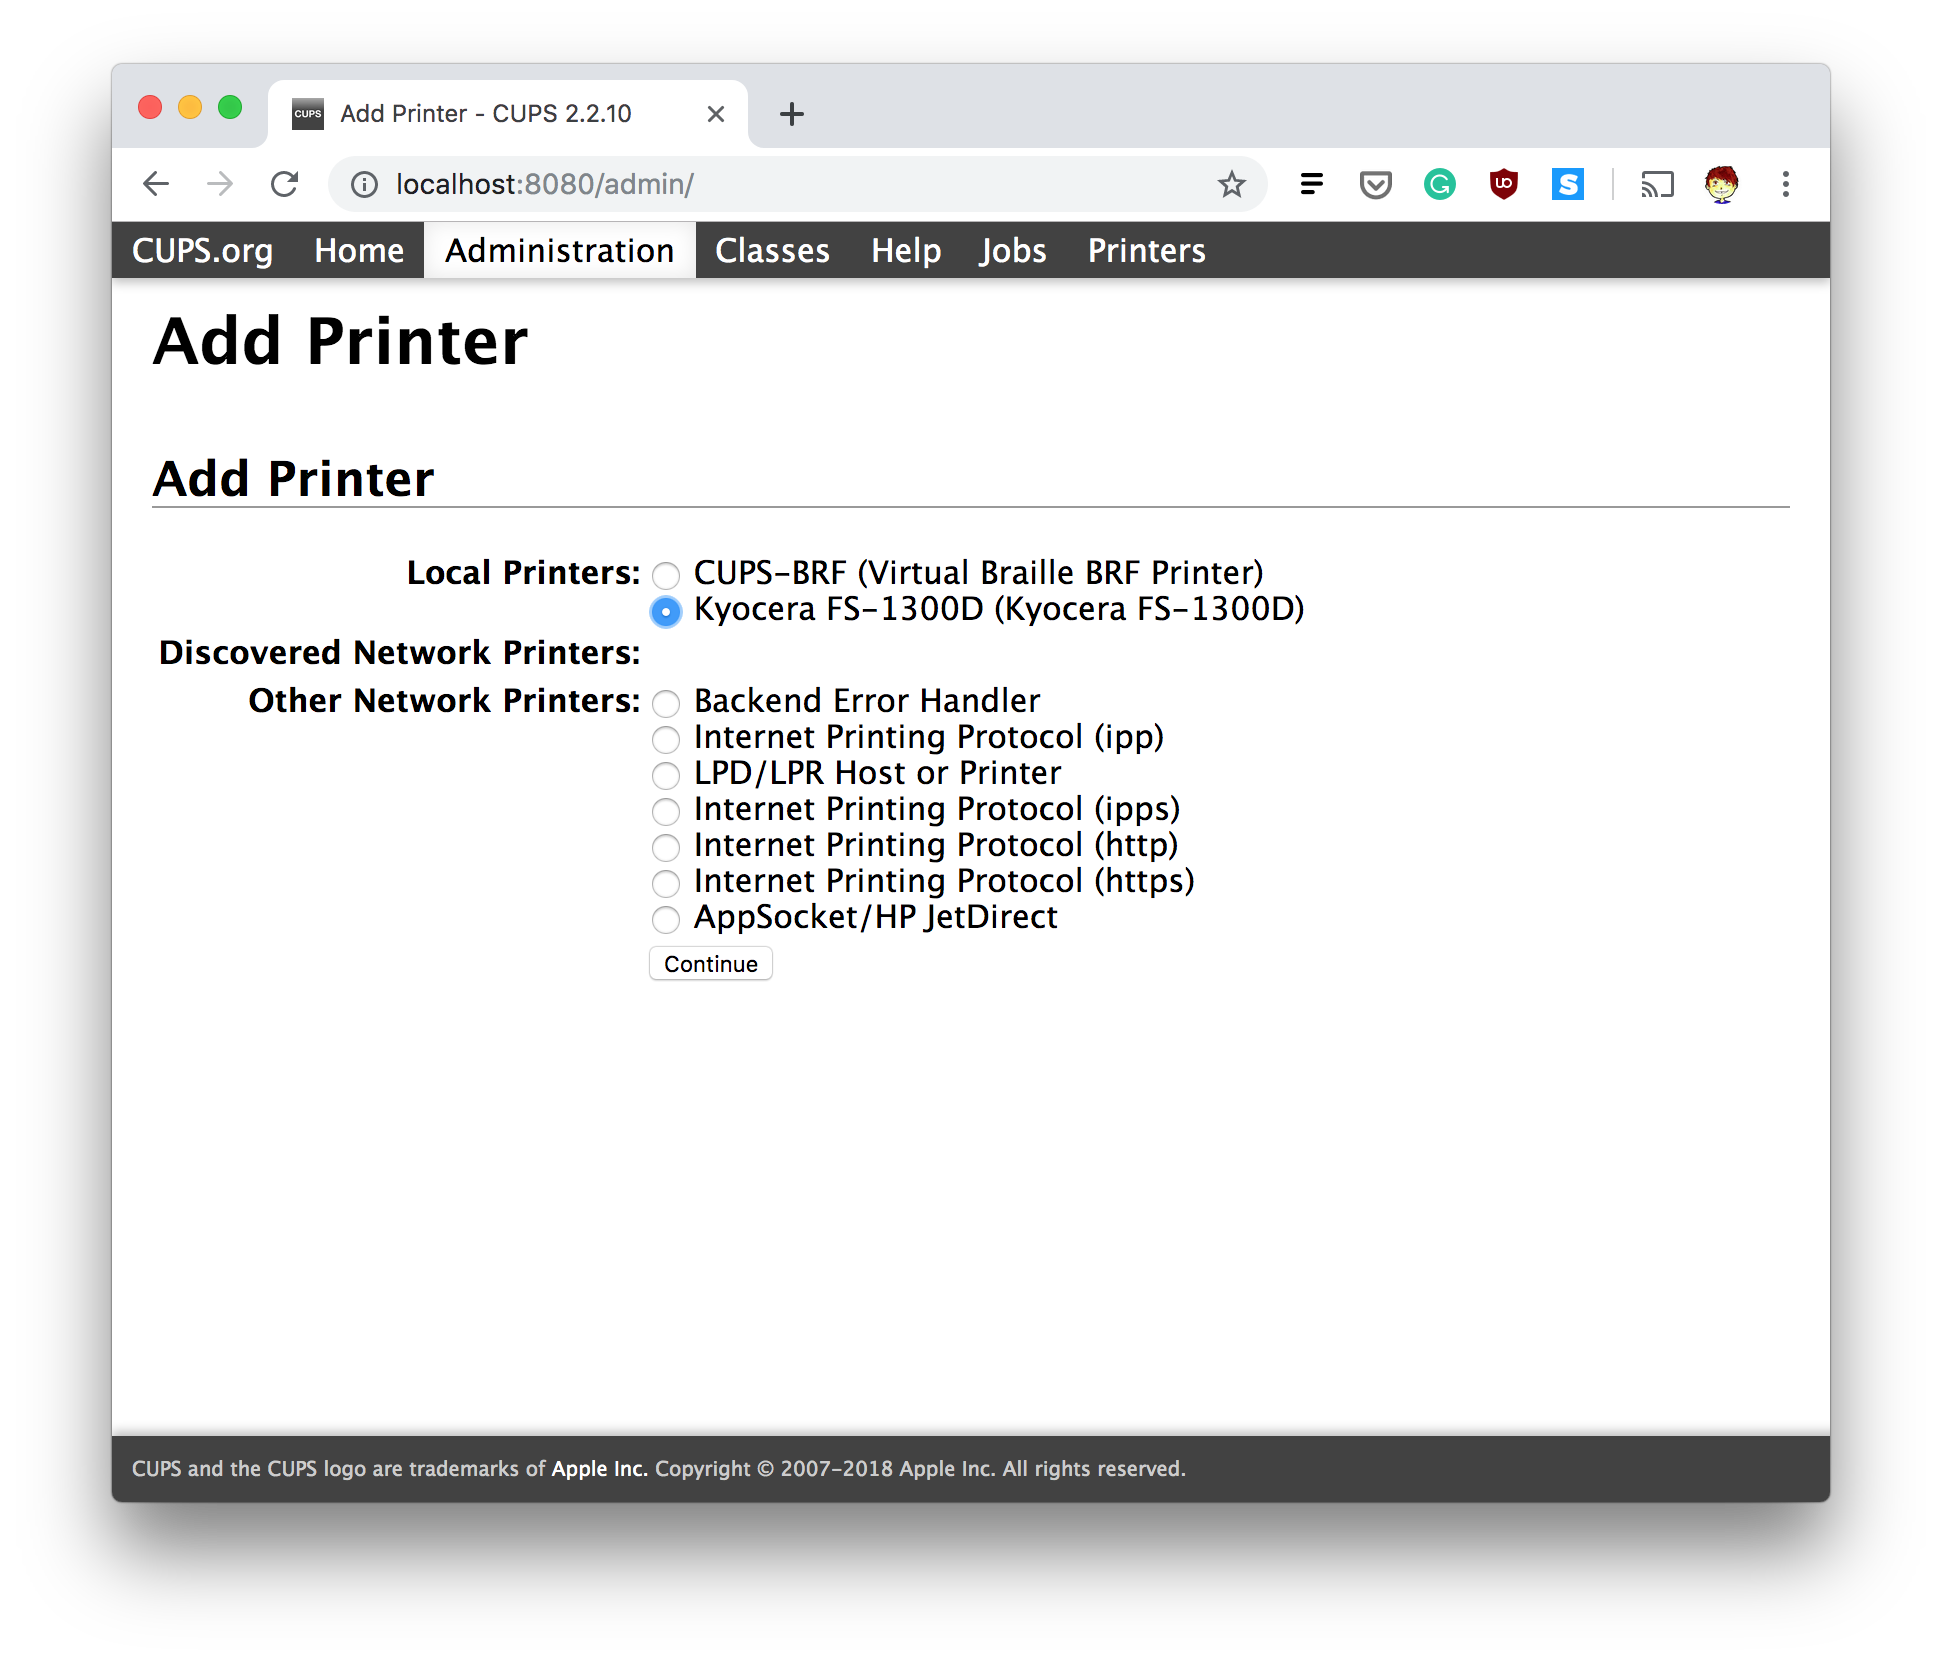 CUPS Add Printer - CUPS 2.2.10
localhost:8080/admin/
CUPS.org Home Administration Classes Help Jobs Printers
Add Printer
Add Printer
Local Printers: CUPS-BRF (Virtual Braille BRF Printer)
Kyocera FS-1300D (Kyocera FS-1300D)
Discovered Network Printers:
Other Network Printers: Backend Error Handler
Internet Printing Protocol (ipp)
LPD/LPR Host or Printer
Internet Printing Protocol (ipps)
Internet Printing Protocol (http)
Internet Printing Protocol (https)
AppSocket/HP JetDirect
Continue
CUPS and the CUPS logo are trademarks of Apple Inc. Copyright © 2007-2018 Apple Inc. All rights reserved.